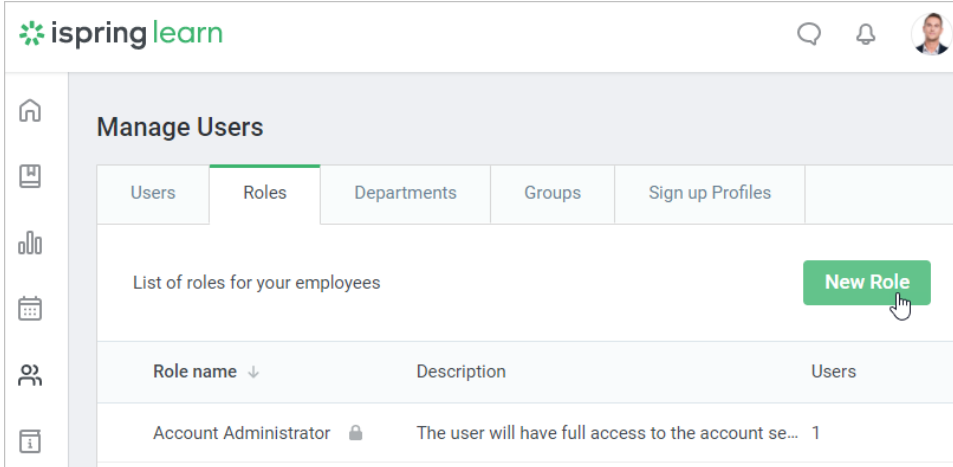 ispring learn
Manage Users
Users Roles Departments Groups Sign up Profiles
List of roles for your employees New Role
Role name Description Users
Account Administrator The user will have full access to the account se... 1